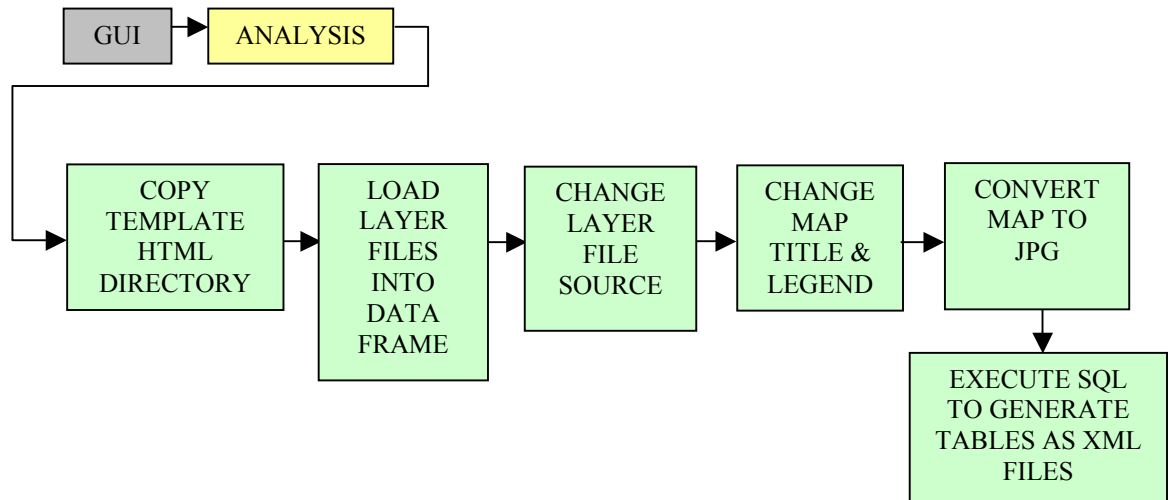 GUI
ANALYSIS
COPY
TEMPLATE
HTML
DIRECTORY
LOAD
LAYER
FILES
INTO
DATA
FRAME
CHANGE
LAYER
FILE
SOURCE
CHANGE
MAP
TITLE &
LEGEND
CONVERT
MAP TO
JPG
EXECUTE SQL
TO GENERATE
TABLES AS XML
FILES